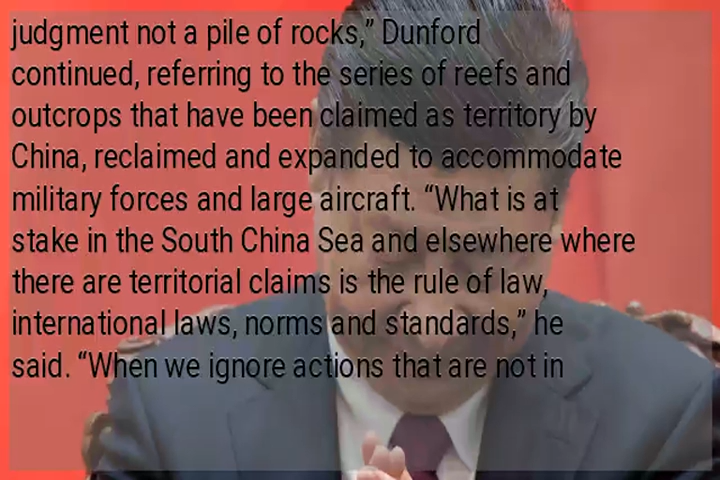 judgment not a pile of rocks,” Dunford
continued, referring to the series of reefs and
outcrops that have been claimed as territory by
China, reclaimed and expanded to accommodate
military forces and large aircraft. “What is at
stake in the South China Sea and elsewhere where
there are territorial claims is the rule of law,
international laws, norms and standards,” he
said. “When we ignore actions that are not in